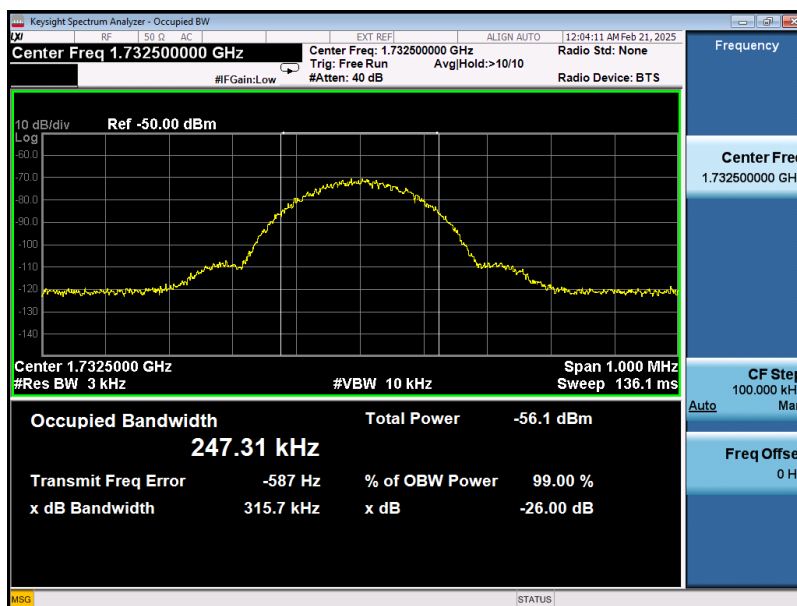 Keysight Spectrum Analyzer - Occupied BW
LXI RF 50 Ω AC EXT REF ALIGN AUTO 12:04:11 AM Feb 21, 2025
Center Freq 1.732500000 GHz
Center Freq: 1.732500000 GHz
Radio Std: None
Trig: Free Run Avg|Hold:>10/10
#IFGain:Low
#Atten: 40 dB
Radio Device: BTS
10 dB/div Ref -50.00 dBm
Log
-60.0
-70.0
-80.0
-90.0
-100
-110
-120
-130
-140
Center 1.7325000 GHz Span 1.000 MHz
#Res BW 3 kHz #VBW 10 kHz Sweep 136.1 ms
Occupied Bandwidth Total Power -56.1 dBm
247.31 kHz
Transmit Freq Error -587 Hz % of OBW Power 99.00 %
x dB Bandwidth 315.7 kHz x dB -26.00 dB
Frequency
Center Fre
1.732500000 GH
CF Step
100.000 kH
Auto Ma
Freq Offse
0 H
MSG STATUS